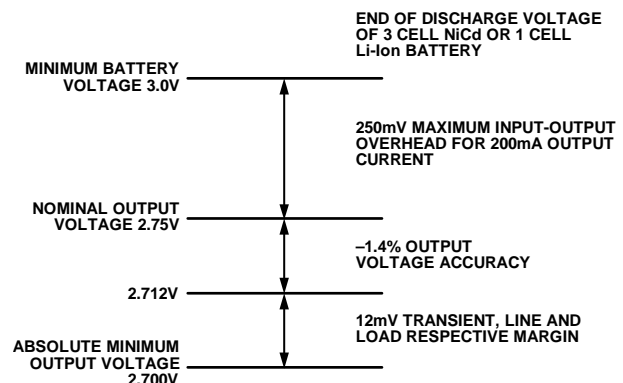 END OF DISCHARGE VOLTAGE
OF 3 CELL NiCd OR 1 CELL
Li-Ion BATTERY
MINIMUM BATTERY
VOLTAGE 3.0V
250mV MAXIMUM INPUT-OUTPUT
OVERHEAD FOR 200mA OUTPUT
CURRENT
NOMINAL OUTPUT
VOLTAGE 2.75V
–1.4% OUTPUT
VOLTAGE ACCURACY
2.712V
12mV TRANSIENT, LINE AND
LOAD RESPECTIVE MARGIN
ABSOLUTE MINIMUM
OUTPUT VOLTAGE
2.700V